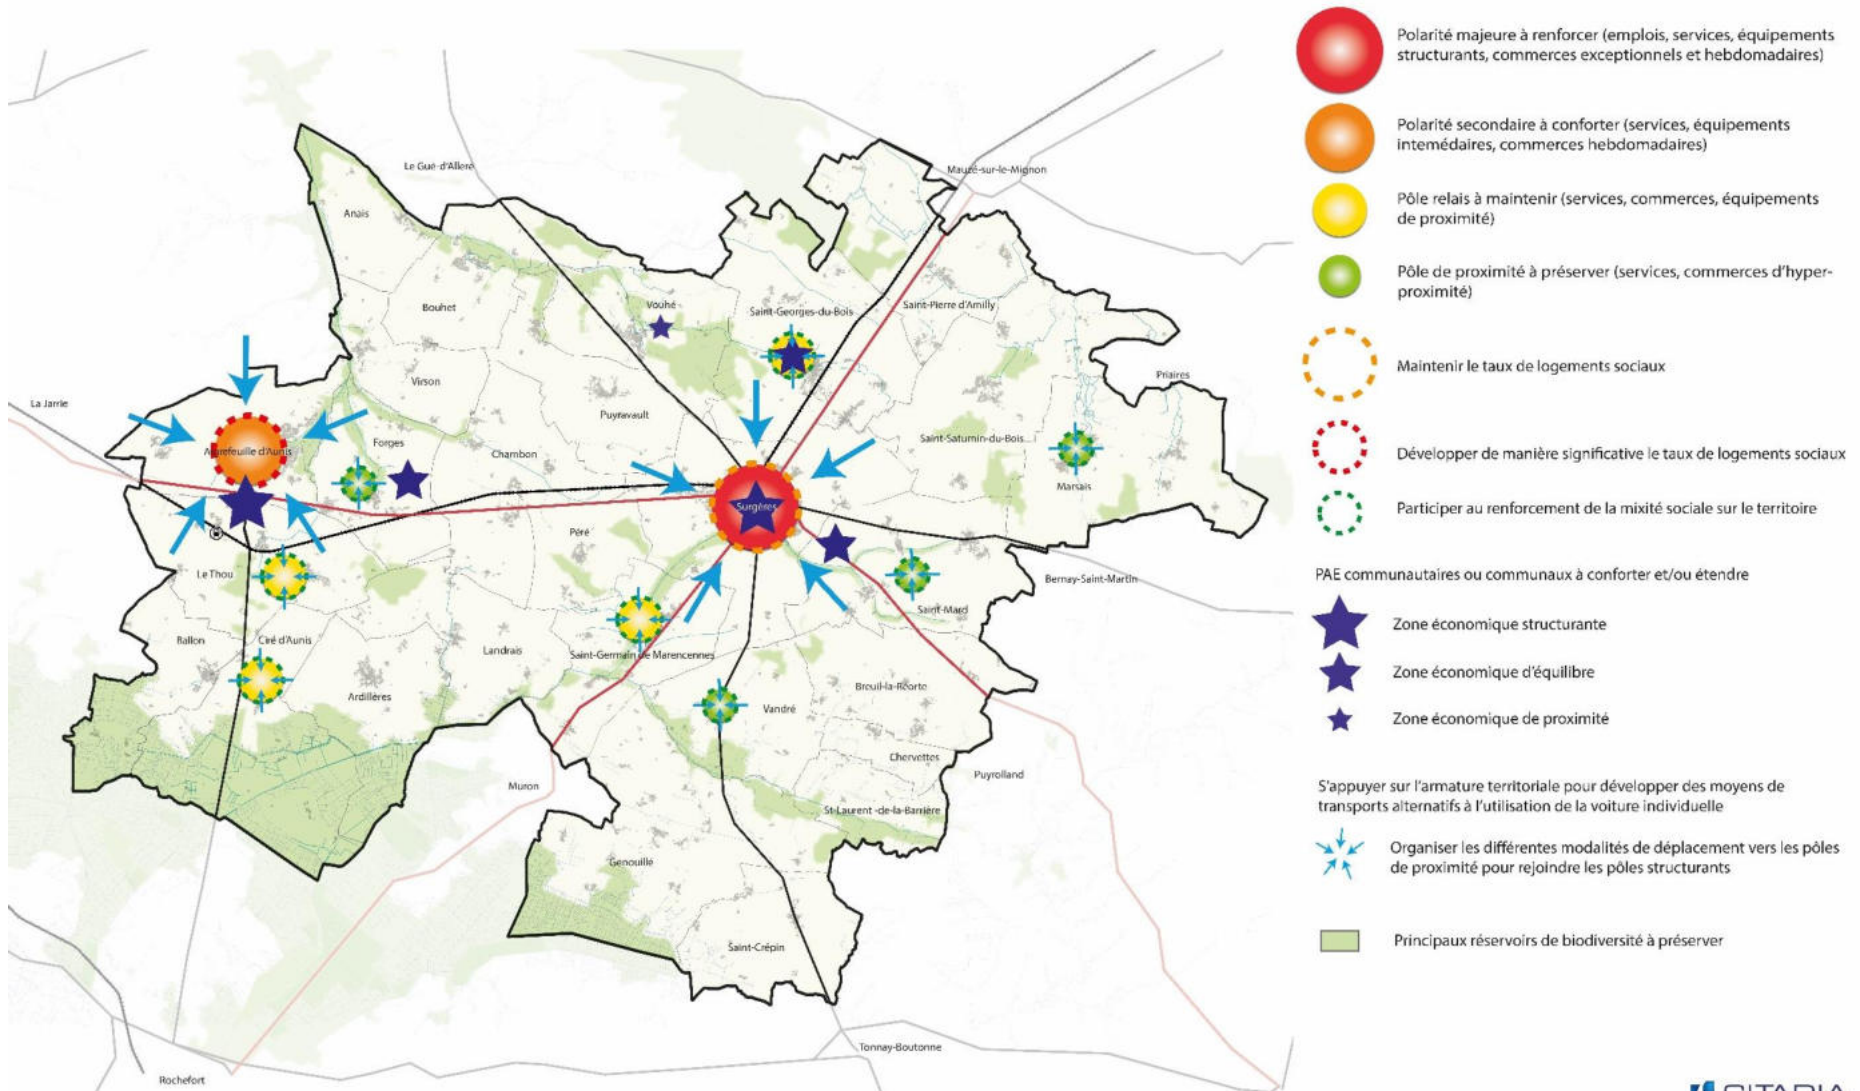 Le Gué-d'Alleré
Mauzé-sur-le-Mignon
Anais
Bouhet
Vouhé
Saint-Georges-du-Bois
Saint-Pierre d'Amilly
Priaires
La Jarrie
Virson
Puyravault
Forges
Aigrefeuille d'Aunis
Chambon
Saint-Saturnin-du-Bois
Marsais
Surgères
Péré
Le Thou
Bernay-Saint-Martin
Saint-Mard
Ballon
Ciré d'Aunis
Landrais
Saint-Germain de Marencennes
Ardillères
Breuil-la-Réorte
Vandré
Chervettes
Puyrolland
Muron
St-Laurent -de-la-Barrière
Genouillé
Saint-Crépin
Tonnay-Boutonne
Rochefort
Polarité majeure à renforcer (emplois, services, équipements
structurants, commerces exceptionnels et hebdomadaires)
Polarité secondaire à conforter (services, équipements
intemédaires, commerces hebdomadaires)
Pôle relais à maintenir (services, commerces, équipements
de proximité)
Pôle de proximité à préserver (services, commerces d'hyper-
proximité)
Maintenir le taux de logements sociaux
Développer de manière significative le taux de logements sociaux
Participer au renforcement de la mixité sociale sur le territoire
PAE communautaires ou communaux à conforter et/ou étendre
Zone économique structurante
Zone économique d'équilibre
Zone économique de proximité
S'appuyer sur l'armature territoriale pour développer des moyens de
transports alternatifs à l'utilisation de la voiture individuelle
Organiser les différentes modalités de déplacement vers les pôles
de proximité pour rejoindre les pôles structurants
Principaux réservoirs de biodiversité à préserver